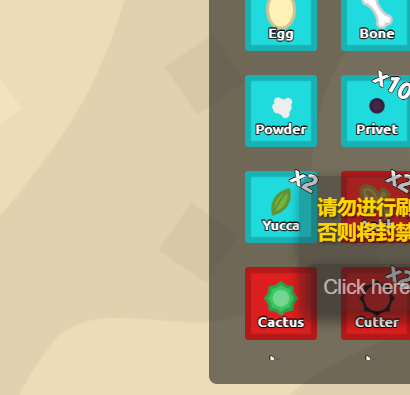 Egg Bone
x10
Powder Privet
x2 x2
Yucca
请勿进行刷
否则将封禁
x2
Click here
Cactus Cutter